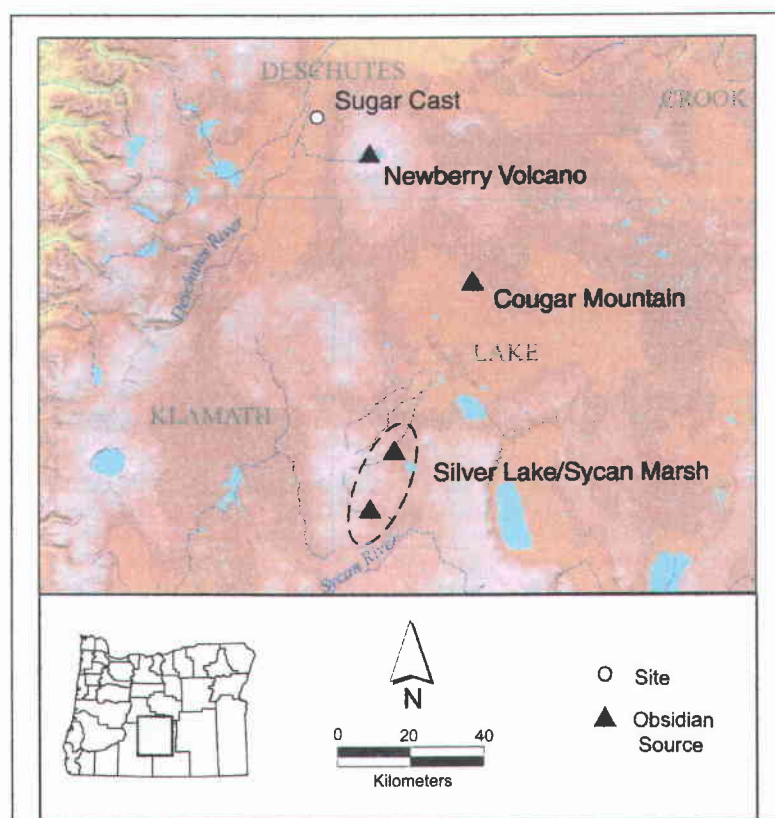 DESCHUTES
Sugar Cast
CROOK
Newberry Volcano
Deschutes River
Cougar Mountain
LAKE
KLAMATH
Silver Lake/Sycan Marsh
Sycan River
N
0 20 40
Kilometers
Site
Obsidian
Source